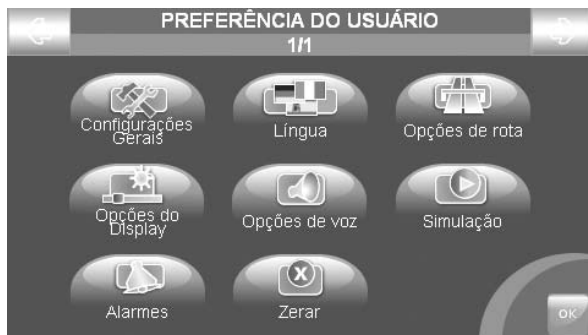 PREFERÊNCIA DO USUÁRIO
1/1
Configurações
Gerais
Língua
Opções de rota
Opções do
Display
Opções de voz
Simulação
Alarmes
Zerar
OK